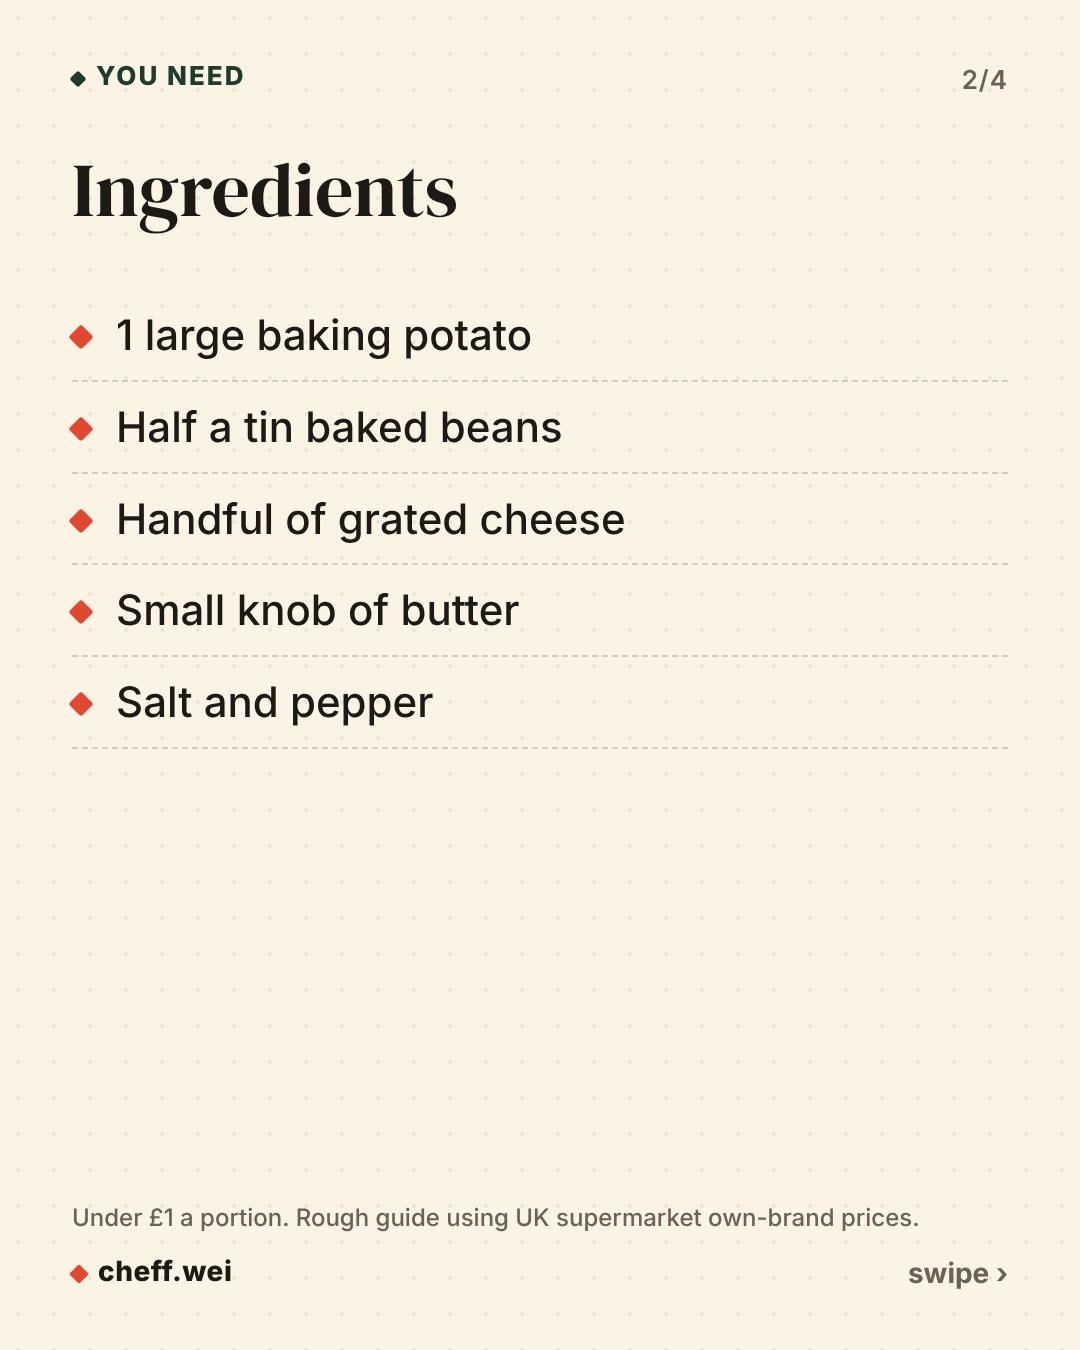 YOU NEED
2/4
Ingredients
1 large baking potato
Half a tin baked beans
Handful of grated cheese
Small knob of butter
Salt and pepper
Under £1 a portion. Rough guide using UK supermarket own-brand prices.
cheff.wei
swipe ›